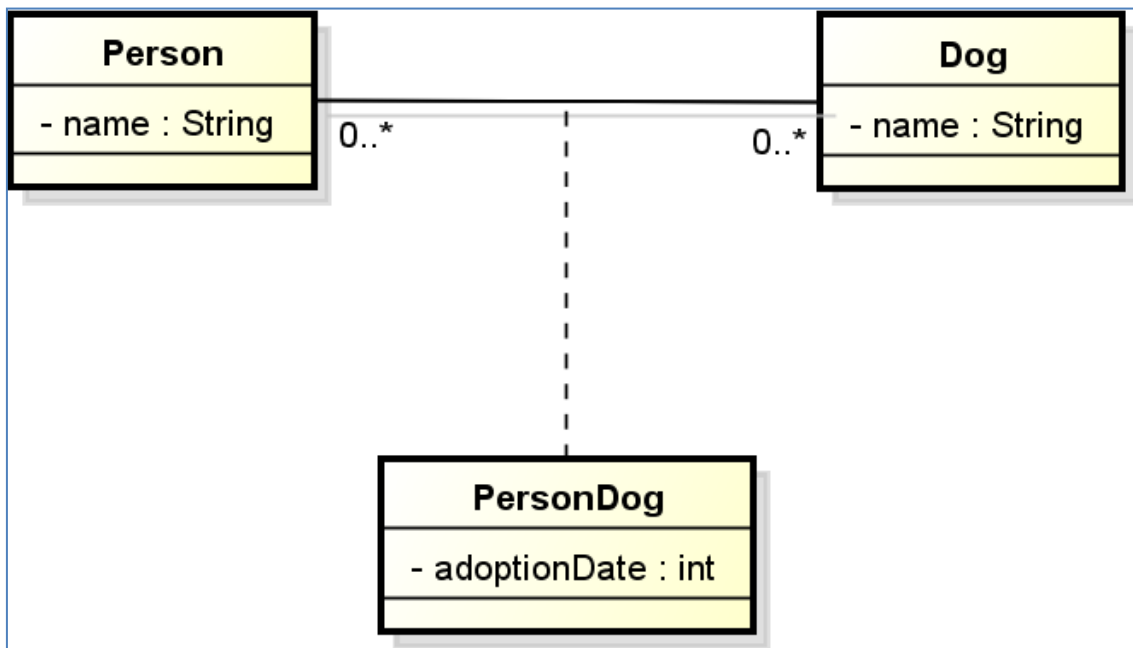 Person
- name : String
0..*
0..*
Dog
- name : String
PersonDog
- adoptionDate : int